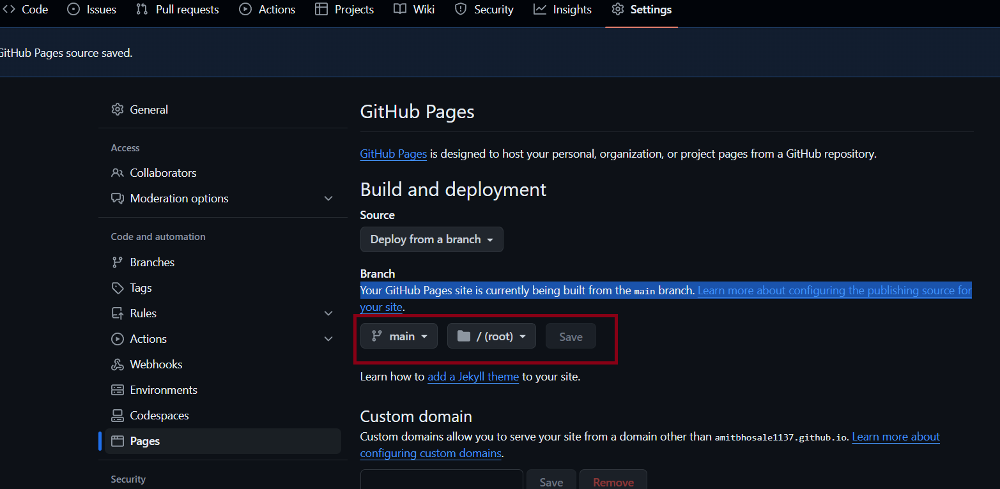 Code Issues Pull requests Actions Projects Wiki Security Insights Settings
GitHub Pages source saved.
General
Access
Collaborators
Moderation options
Code and automation
Branches
Tags
Rules
Actions
Webhooks
Environments
Codespaces
Pages
Security
GitHub Pages
GitHub Pages is designed to host your personal, organization, or project pages from a GitHub repository.
Build and deployment
Source
Deploy from a branch
Branch
Your GitHub Pages site is currently being built from the main branch. Learn more about configuring the publishing source for
your site.
main / (root) Save
Learn how to add a Jekyll theme to your site.
Custom domain
Custom domains allow you to serve your site from a domain other than amitbhosale1137.github.io. Learn more about
configuring custom domains.
Save Remove